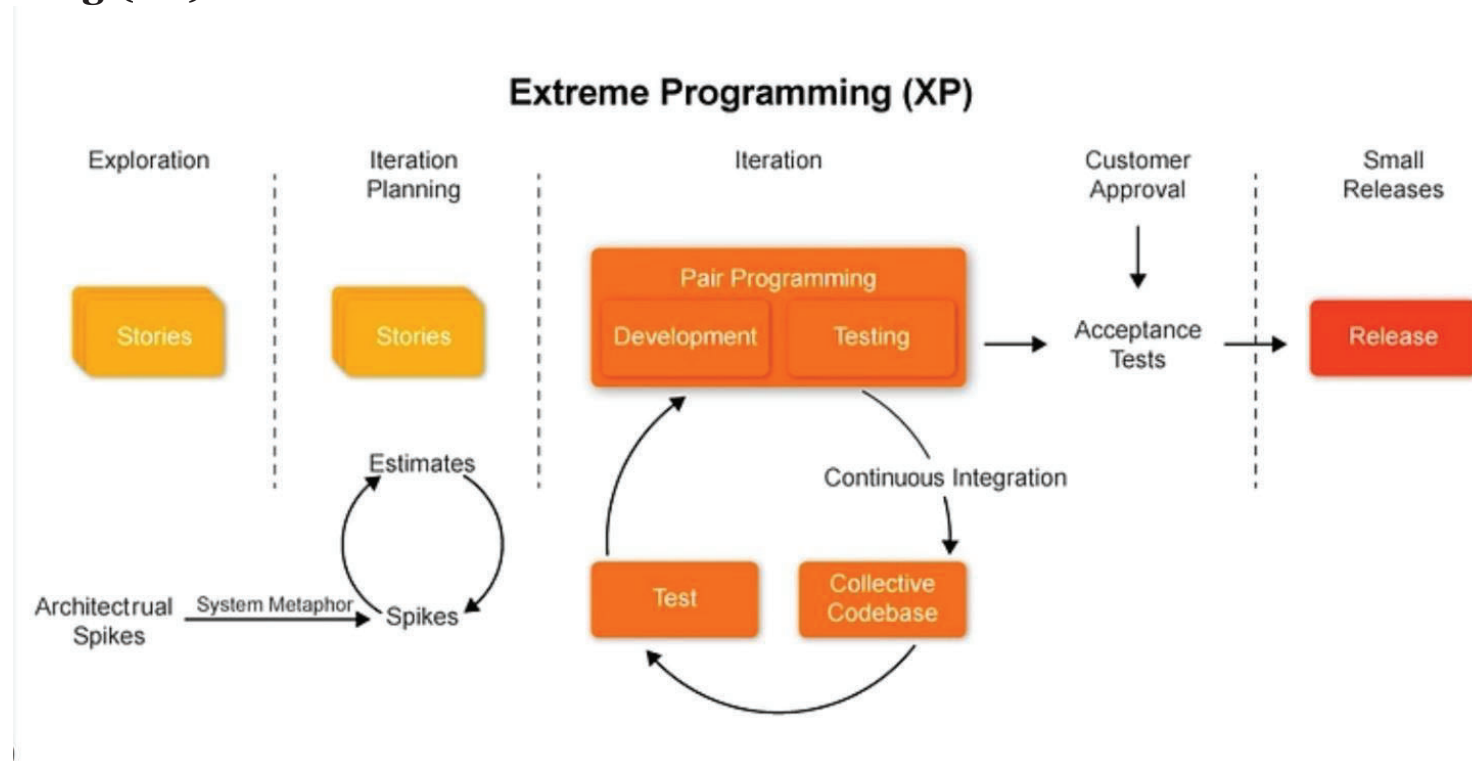 Extreme Programming (XP)
Exploration
Iteration
Planning
Iteration
Customer
Approval
Small
Releases
Stories
Stories
Pair Programming
Development
Testing
Acceptance
Tests
Release
Estimates
Continuous Integration
Architectrual
Spikes
System Metaphor
Spikes
Test
Collective
Codebase